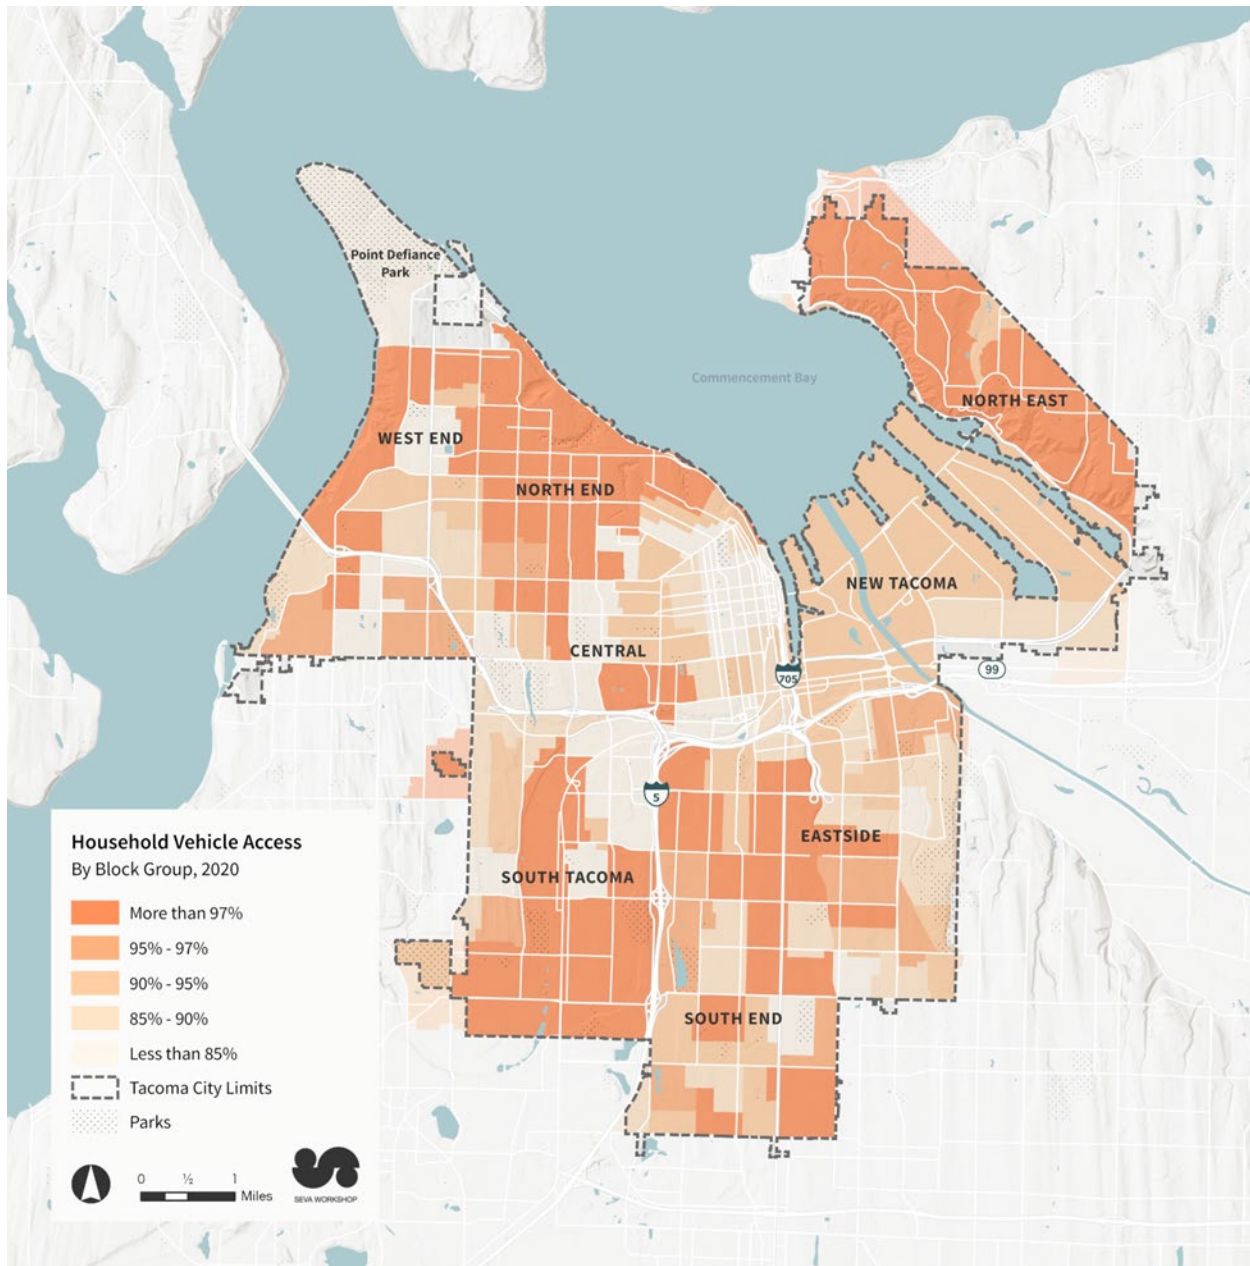 Point Defiance
Park
Commencement Bay
NORTH EAST
WEST END
NORTH END
NEW TACOMA
CENTRAL
705
99
5
EASTSIDE
SOUTH TACOMA
SOUTH END
Household Vehicle Access
By Block Group, 2020
More than 97%
95% - 97%
90% - 95%
85% - 90%
Less than 85%
Tacoma City Limits
Parks
0 ½ 1
Miles
SEVA WORKSHOP